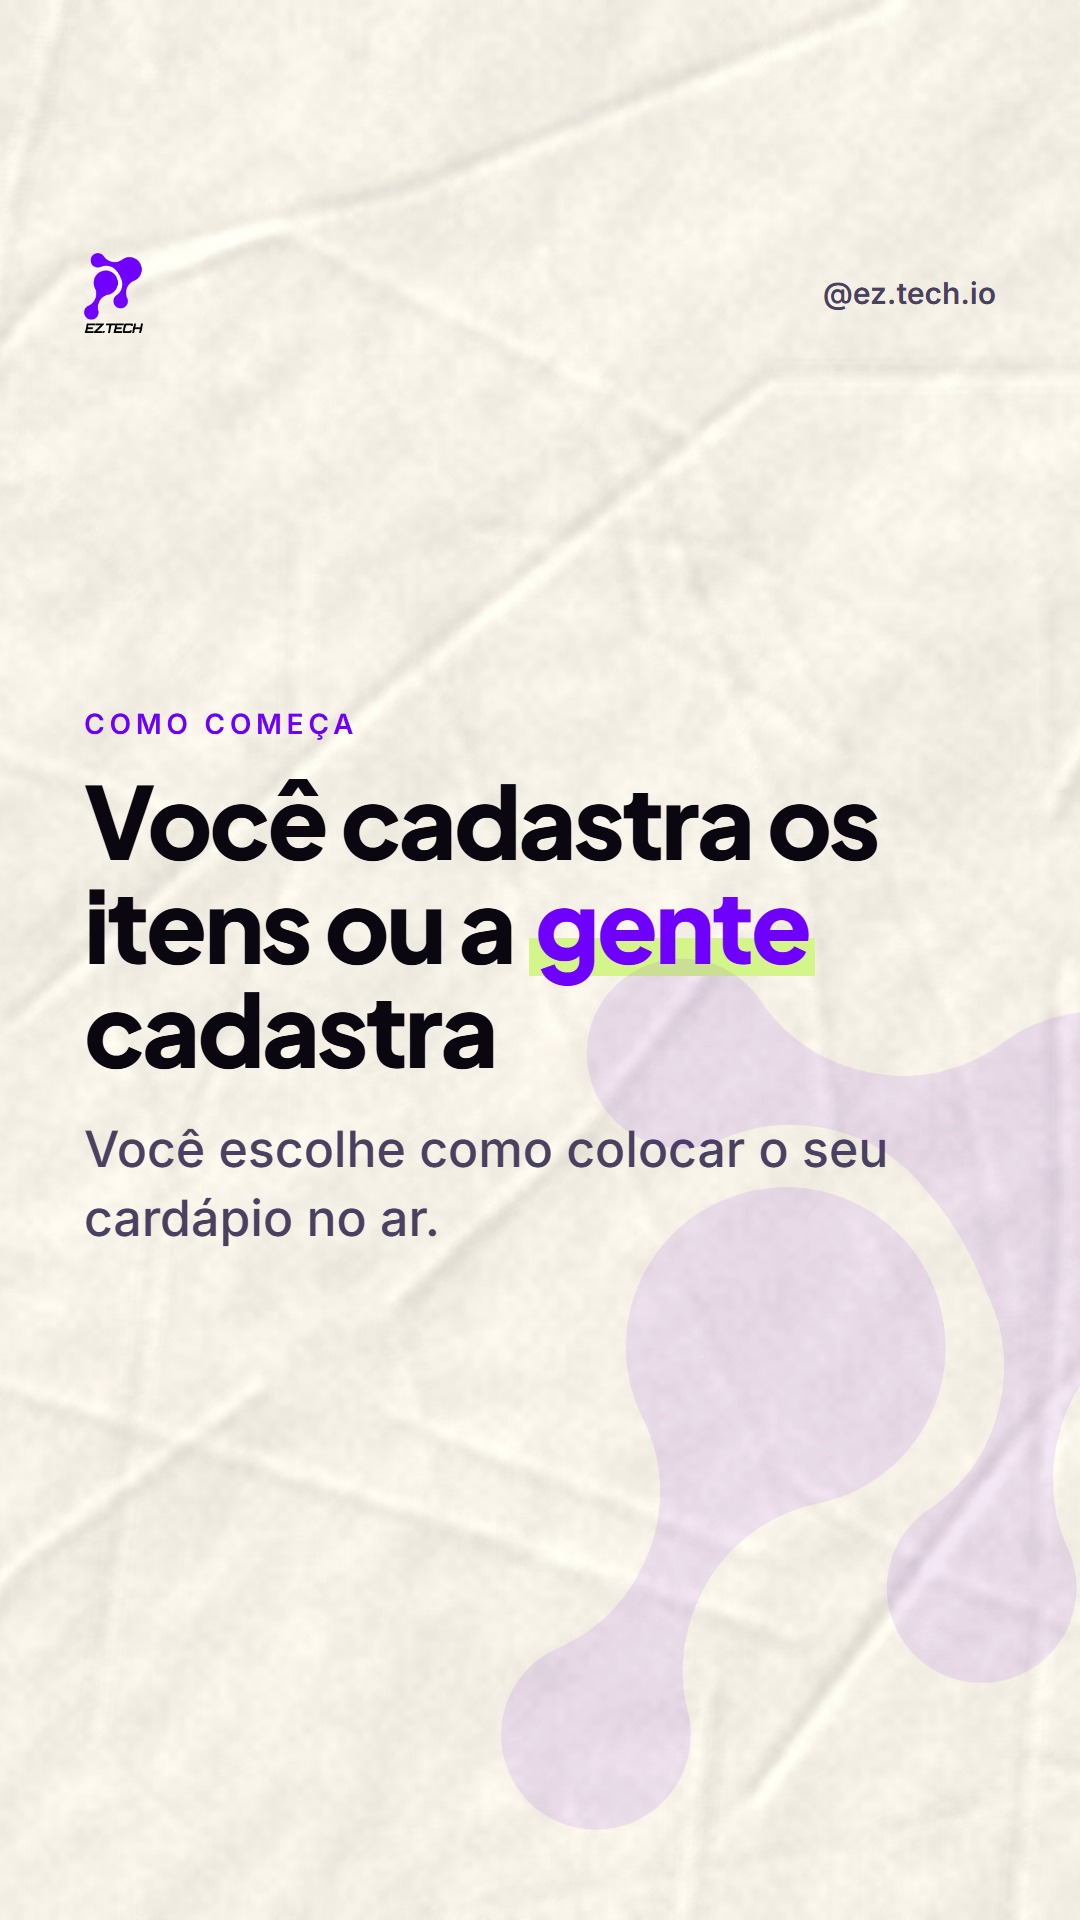 EZ.TECH
@ez.tech.io
COMO COMEÇA
Você cadastra os
itens ou a gente
cadastra
Você escolhe como colocar o seu
cardápio no ar.